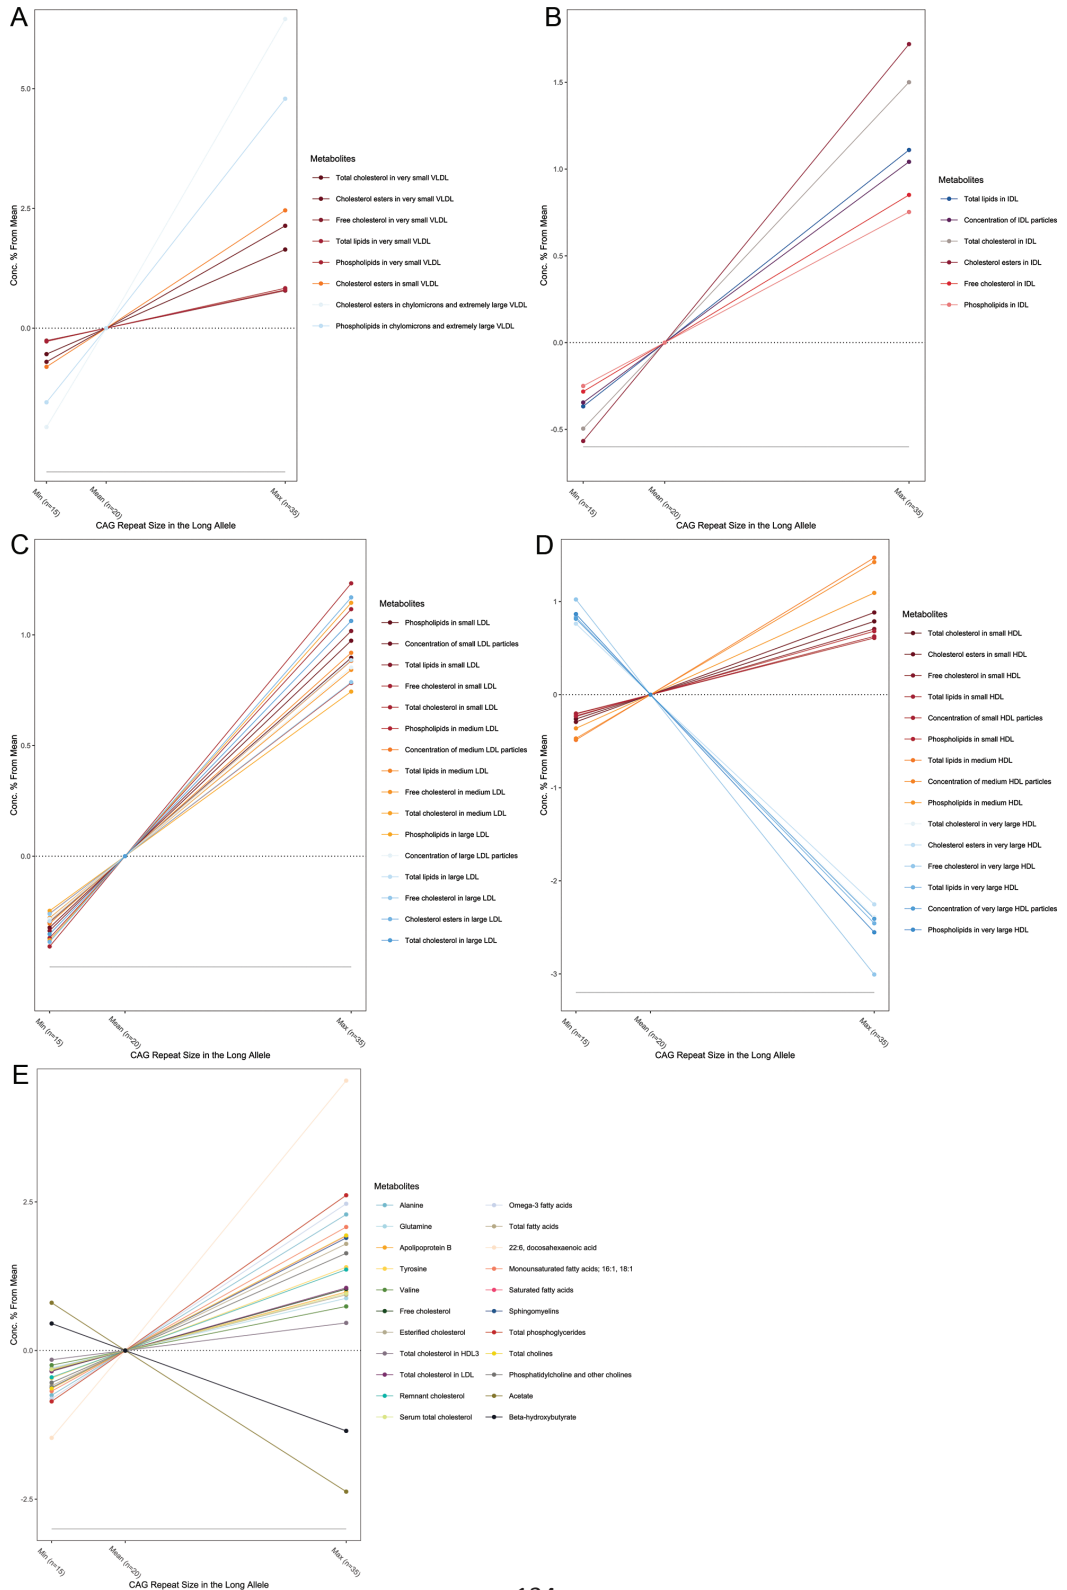 A
5.0
2.5
0.0
Conc. % From Mean
Min (n=15)
Mean (n=20)
Max (n=35)
CAG Repeat Size in the Long Allele
Metabolites
Total cholesterol in very small VLDL
Cholesterol esters in very small VLDL
Free cholesterol in very small VLDL
Total lipids in very small VLDL
Phospholipids in very small VLDL
Cholesterol esters in small VLDL
Cholesterol esters in chylomicrons and extremely large VLDL
Phospholipids in chylomicrons and extremely large VLDL
B
1.5
1.0
0.5
0.0
-0.5
Conc. % From Mean
Min (n=15)
Mean (n=20)
Max (n=35)
CAG Repeat Size in the Long Allele
Metabolites
Total lipids in IDL
Concentration of IDL particles
Total cholesterol in IDL
Cholesterol esters in IDL
Free cholesterol in IDL
Phospholipids in IDL
C
1.0
0.5
0.0
Conc. % From Mean
Min (n=15)
Mean (n=20)
Max (n=35)
CAG Repeat Size in the Long Allele
Metabolites
Phospholipids in small LDL
Concentration of small LDL particles
Total lipids in small LDL
Free cholesterol in small LDL
Total cholesterol in small LDL
Phospholipids in medium LDL
Concentration of medium LDL particles
Total lipids in medium LDL
Free cholesterol in medium LDL
Total cholesterol in medium LDL
Phospholipids in large LDL
Concentration of large LDL particles
Total lipids in large LDL
Free cholesterol in large LDL
Cholesterol esters in large LDL
Total cholesterol in large LDL
D
1
0
-1
-2
-3
Conc. % From Mean
Min (n=15)
Mean (n=20)
Max (n=35)
CAG Repeat Size in the Long Allele
Metabolites
Total cholesterol in small HDL
Cholesterol esters in small HDL
Free cholesterol in small HDL
Total lipids in small HDL
Concentration of small HDL particles
Phospholipids in small HDL
Total lipids in medium HDL
Concentration of medium HDL particles
Phospholipids in medium HDL
Total cholesterol in very large HDL
Cholesterol esters in very large HDL
Free cholesterol in very large HDL
Total lipids in very large HDL
Concentration of very large HDL particles
Phospholipids in very large HDL
E
2.5
0.0
-2.5
Conc. % From Mean
Min (n=15)
Mean (n=20)
Max (n=35)
CAG Repeat Size in the Long Allele
Metabolites
Alanine
Glutamine
Apolipoprotein B
Tyrosine
Valine
Free cholesterol
Esterified cholesterol
Total cholesterol in HDL3
Total cholesterol in LDL
Remnant cholesterol
Serum total cholesterol
Omega-3 fatty acids
Total fatty acids
22:6, docosahexaenoic acid
Monounsaturated fatty acids; 16:1, 18:1
Saturated fatty acids
Sphingomyelins
Total phosphoglycerides
Total cholines
Phosphatidylcholine and other cholines
Acetate
Beta-hydroxybutyrate